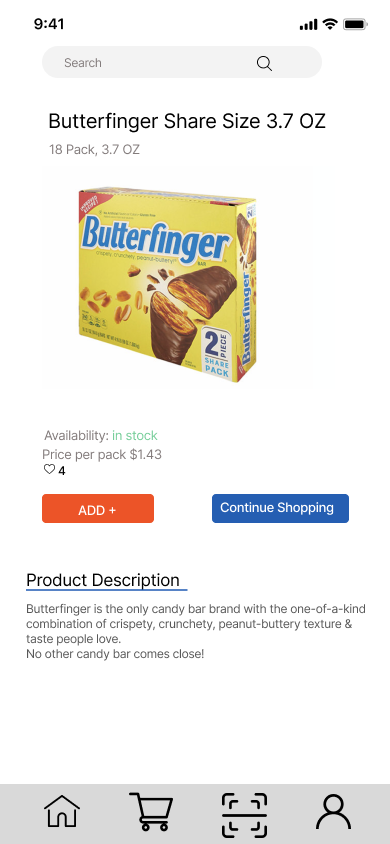 9:41
Search
Butterfinger Share Size 3.7 OZ
18 Pack, 3.7 OZ
Butterfinger
BAR
crispety, crunchety, peanut-buttery!
Butterfinger
2
PIECE
SHARE
PACK
Availability: in stock
Price per pack $1.43
4
ADD +
Continue Shopping
Product Description
Butterfinger is the only candy bar brand with the one-of-a-kind
combination of crispety, crunchety, peanut-buttery texture &
taste people love.
No other candy bar comes close!